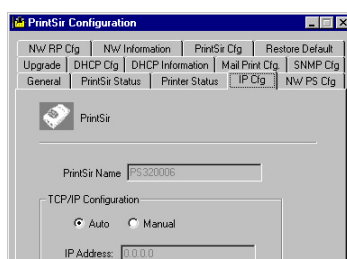 PrintSir Configuration
NW RP Cfg NW Information PrintSir Cfg Restore Default
Upgrade DHCP Cfg DHCP Information Mail Print Cfg. SNMP Cfg
General PrintSir Status Printer Status IP Cfg NW PS Cfg
PrintSir
PrintSir Name PS320006
TCP/IP Configuration
Auto Manual
IP Address: 0.0.0.0